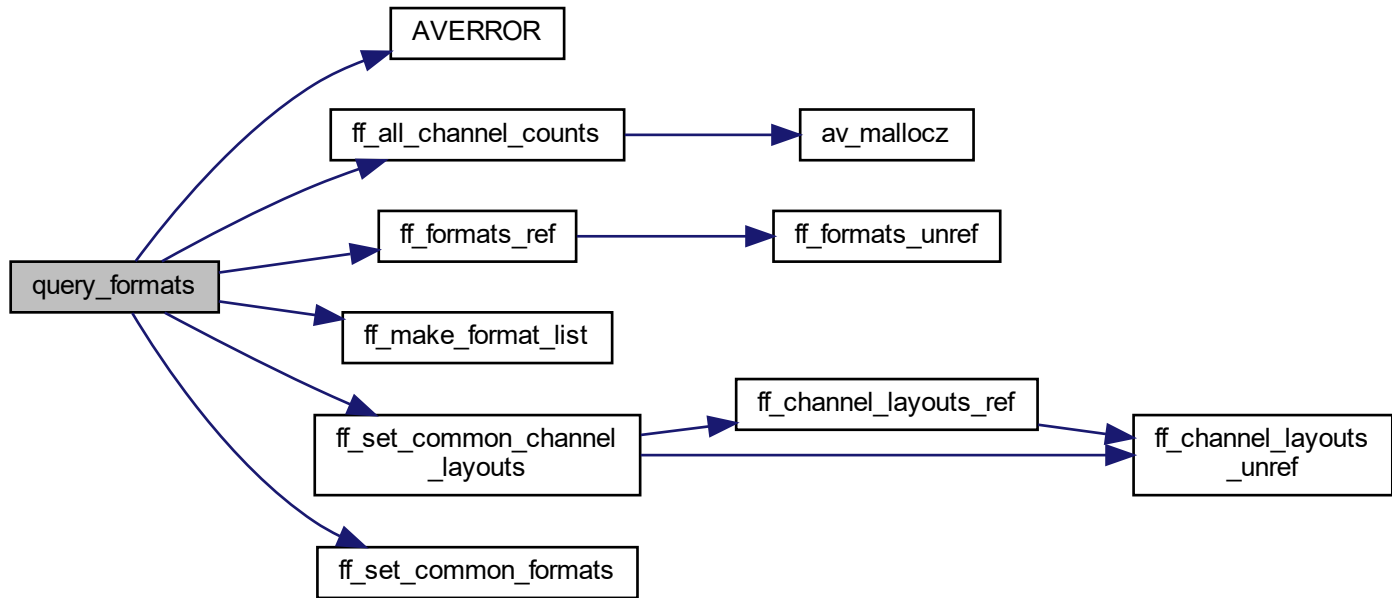 AVERROR
ff_all_channel_counts
av_mallocz
ff_formats_ref
ff_formats_unref
query_formats
ff_make_format_list
ff_channel_layouts_ref
ff_set_common_channel
_layouts
ff_channel_layouts
_unref
ff_set_common_formats